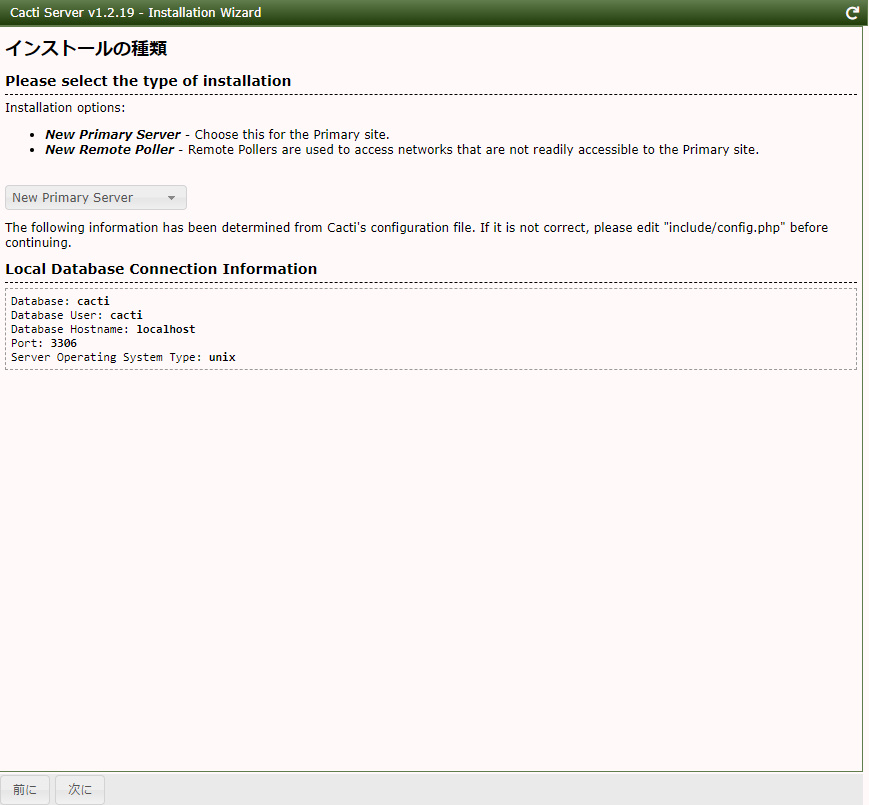 Cacti Server v1.2.19 - Installation Wizard
インストールの種類
Please select the type of installation
Installation options:
New Primary Server - Choose this for the Primary site.
New Remote Poller - Remote Pollers are used to access networks that are not readily accessible to the Primary site.
New Primary Server
The following information has been determined from Cacti's configuration file. If it is not correct, please edit "include/config.php" before
continuing.
Local Database Connection Information
Database: cacti
Database User: cacti
Database Hostname: localhost
Port: 3306
Server Operating System Type: unix
前に 次に